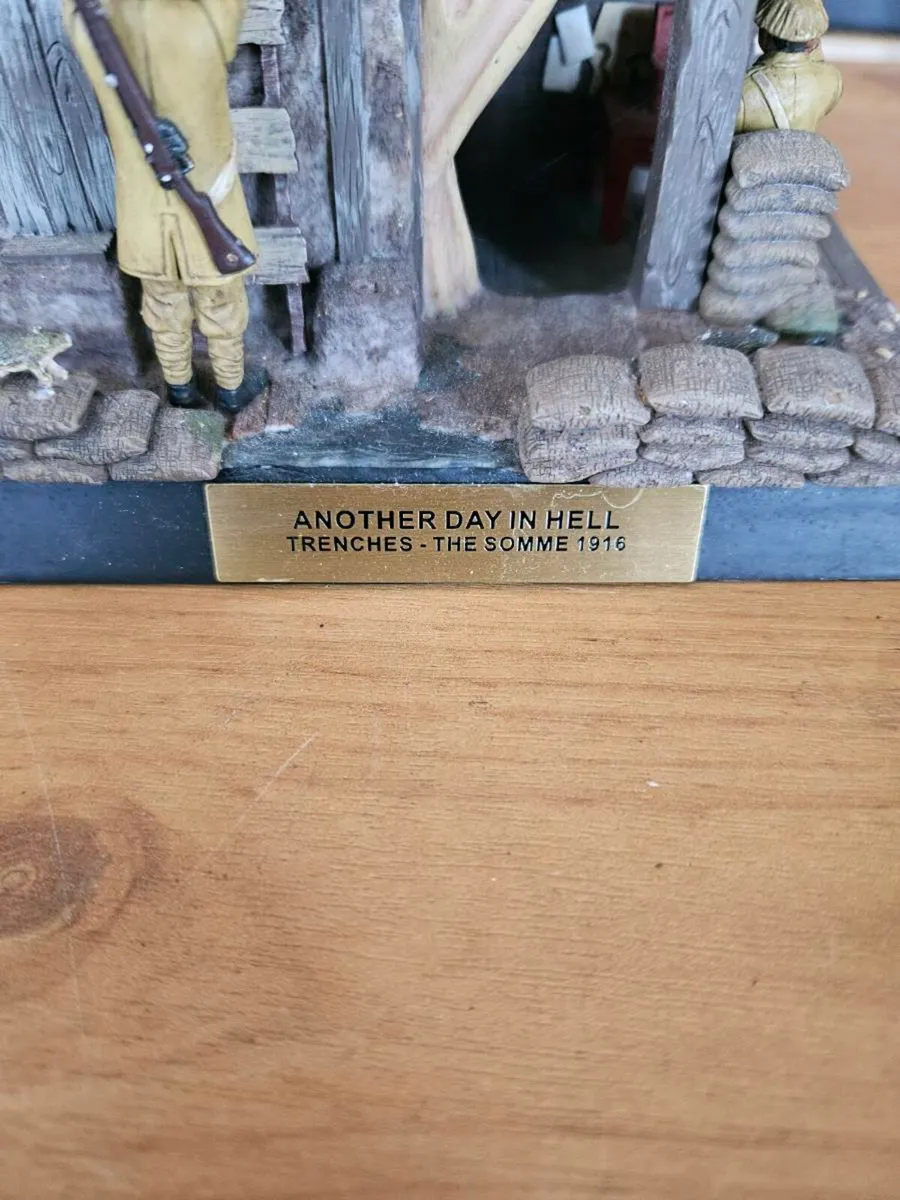 ANOTHER DAY IN HELL
TRENCHES - THE SOMME 1916